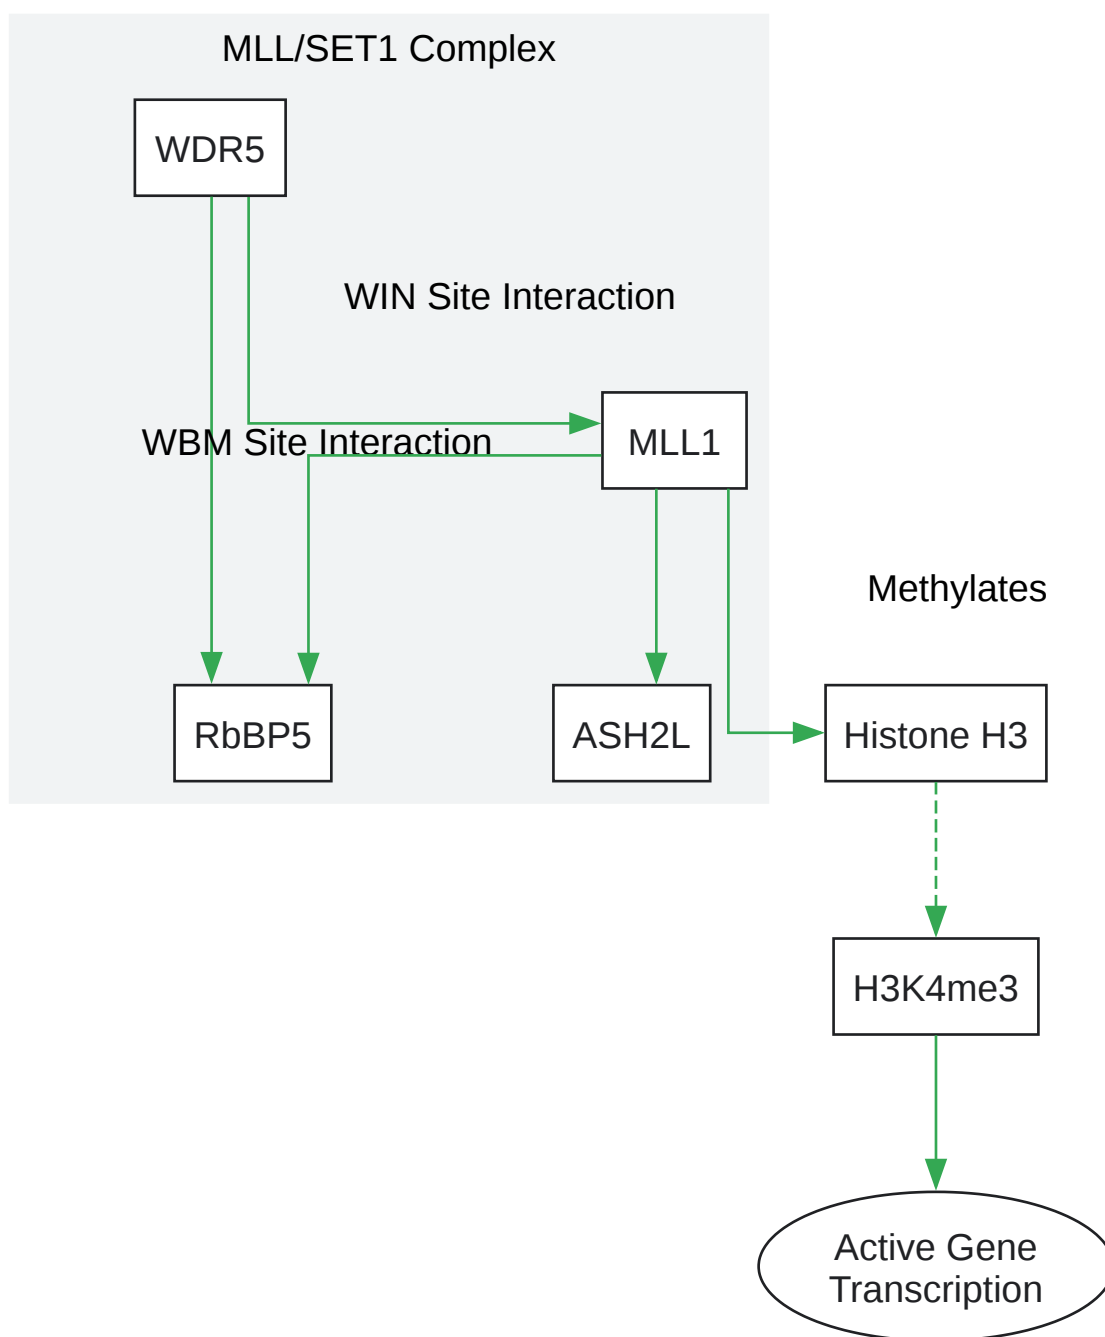 MLL/SET1 Complex
WDR5
WIN Site Interaction
WBM Site Interaction
MLL1
Methylates
RbBP5
ASH2L
Histone H3
H3K4me3
Active Gene
Transcription